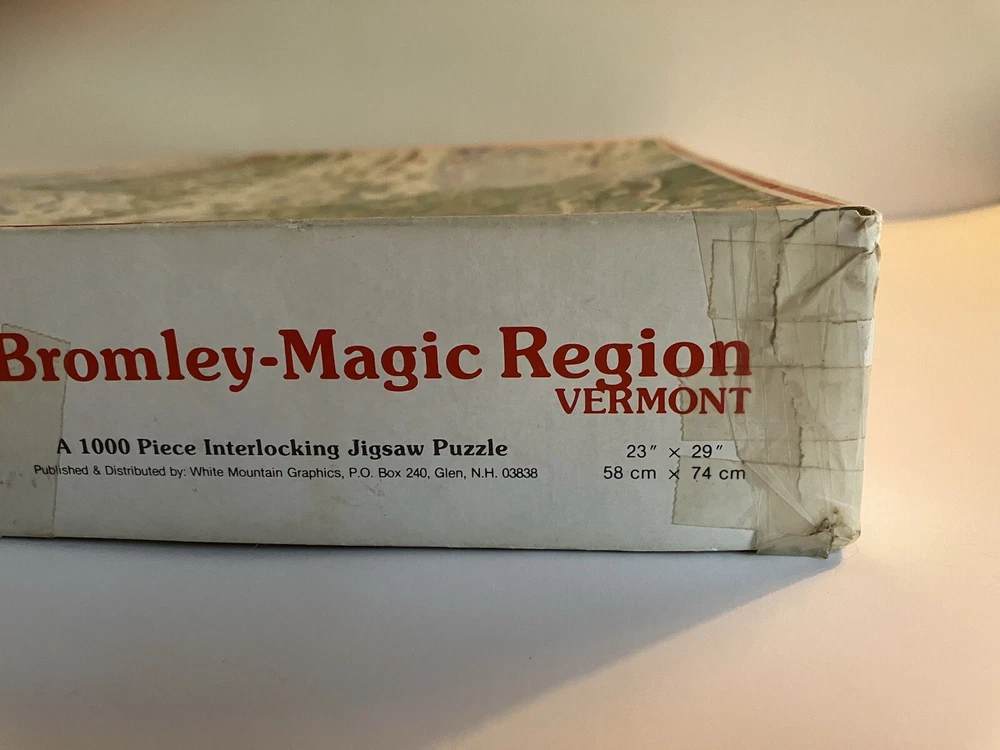 Bromley-Magic Region
VERMONT
A 1000 Piece Interlocking Jigsaw Puzzle
Published & Distributed by: White Mountain Graphics, P.O. Box 240, Glen, N.H. 03838
23″ × 29″
58 cm × 74 cm